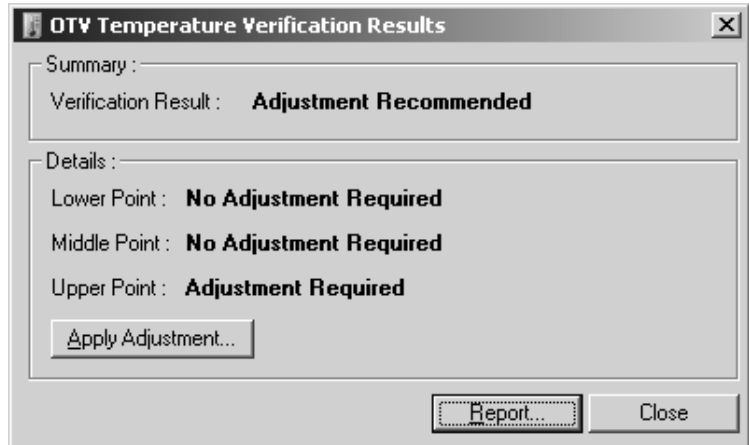 OTV Temperature Verification Results
Summary :
Verification Result : Adjustment Recommended
Details :
Lower Point : No Adjustment Required
Middle Point : No Adjustment Required
Upper Point : Adjustment Required
Apply Adjustment...
Report... Close